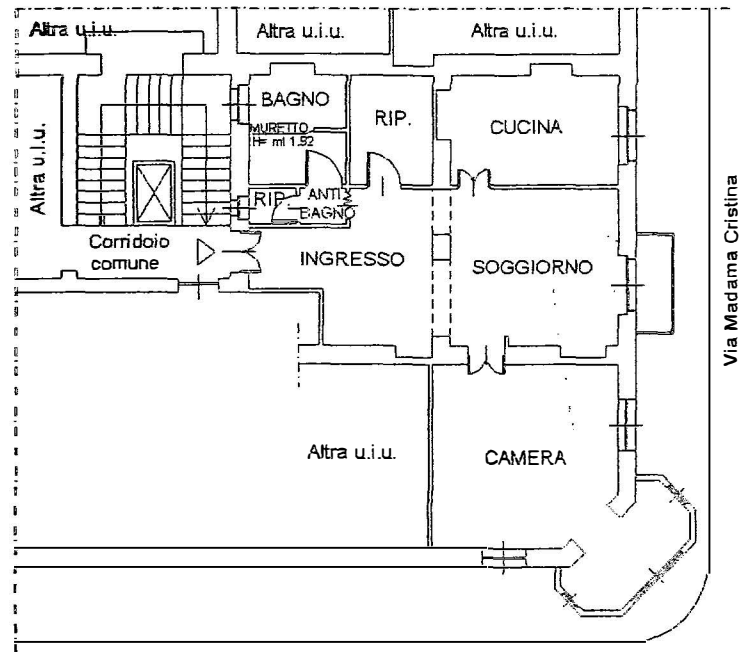 Altra u.i.u.
Altra u.i.u.
Altra u.i.u.
BAGNO
MURETTO
H= ml 1.92
RIP.
CUCINA
Altra u.i.u.
RIP.
ANTI
BAGNO
Corridoio
comune
INGRESSO
SOGGIORNO
Via Madama Cristina
Altra u.i.u.
CAMERA